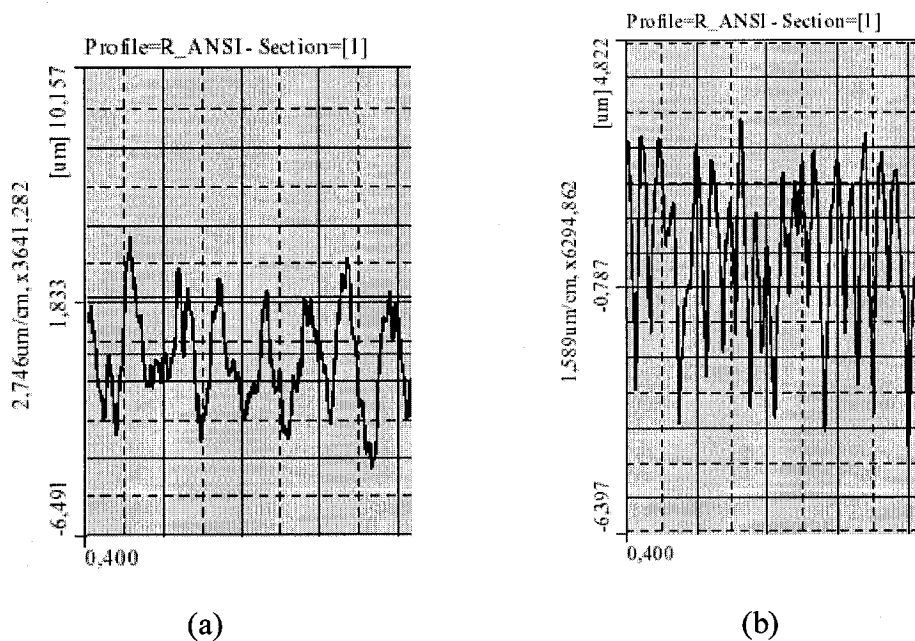 Profile=R_ANSI - Section=[1]
[um] 10,157
1,833
-6,491
2,746um/cm, x3641,282
0,400
(a)
Profile=R_ANSI - Section=[1]
[um] 4,822
-0,787
-6,397
1,589um/cm, x6294,862
0,400
(b)